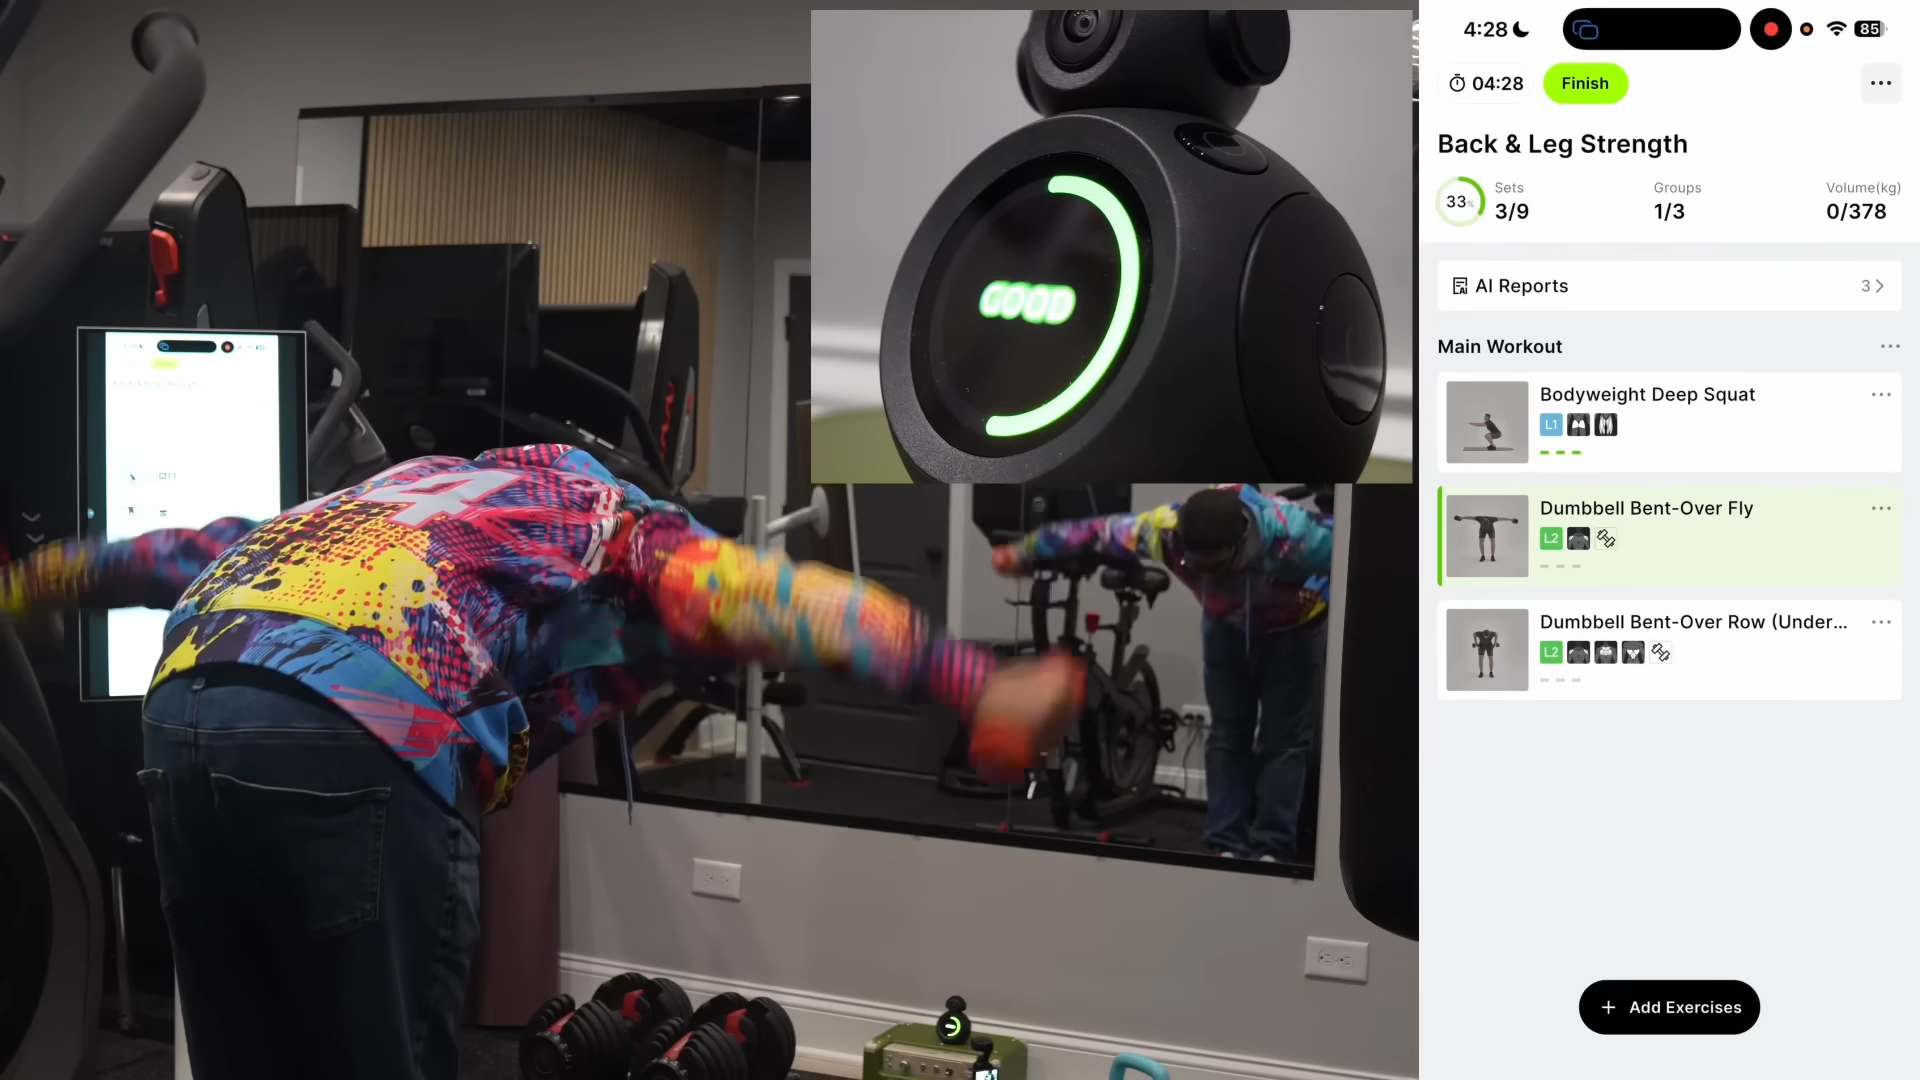 4:28
85
04:28
Finish
Back & Leg Strength
33%
Sets
3/9
Groups
1/3
Volume(kg)
0/378
AI Reports
3
Main Workout
Bodyweight Deep Squat
L1
Dumbbell Bent-Over Fly
L2
Dumbbell Bent-Over Row (Under...
L2
+ Add Exercises
GOOD